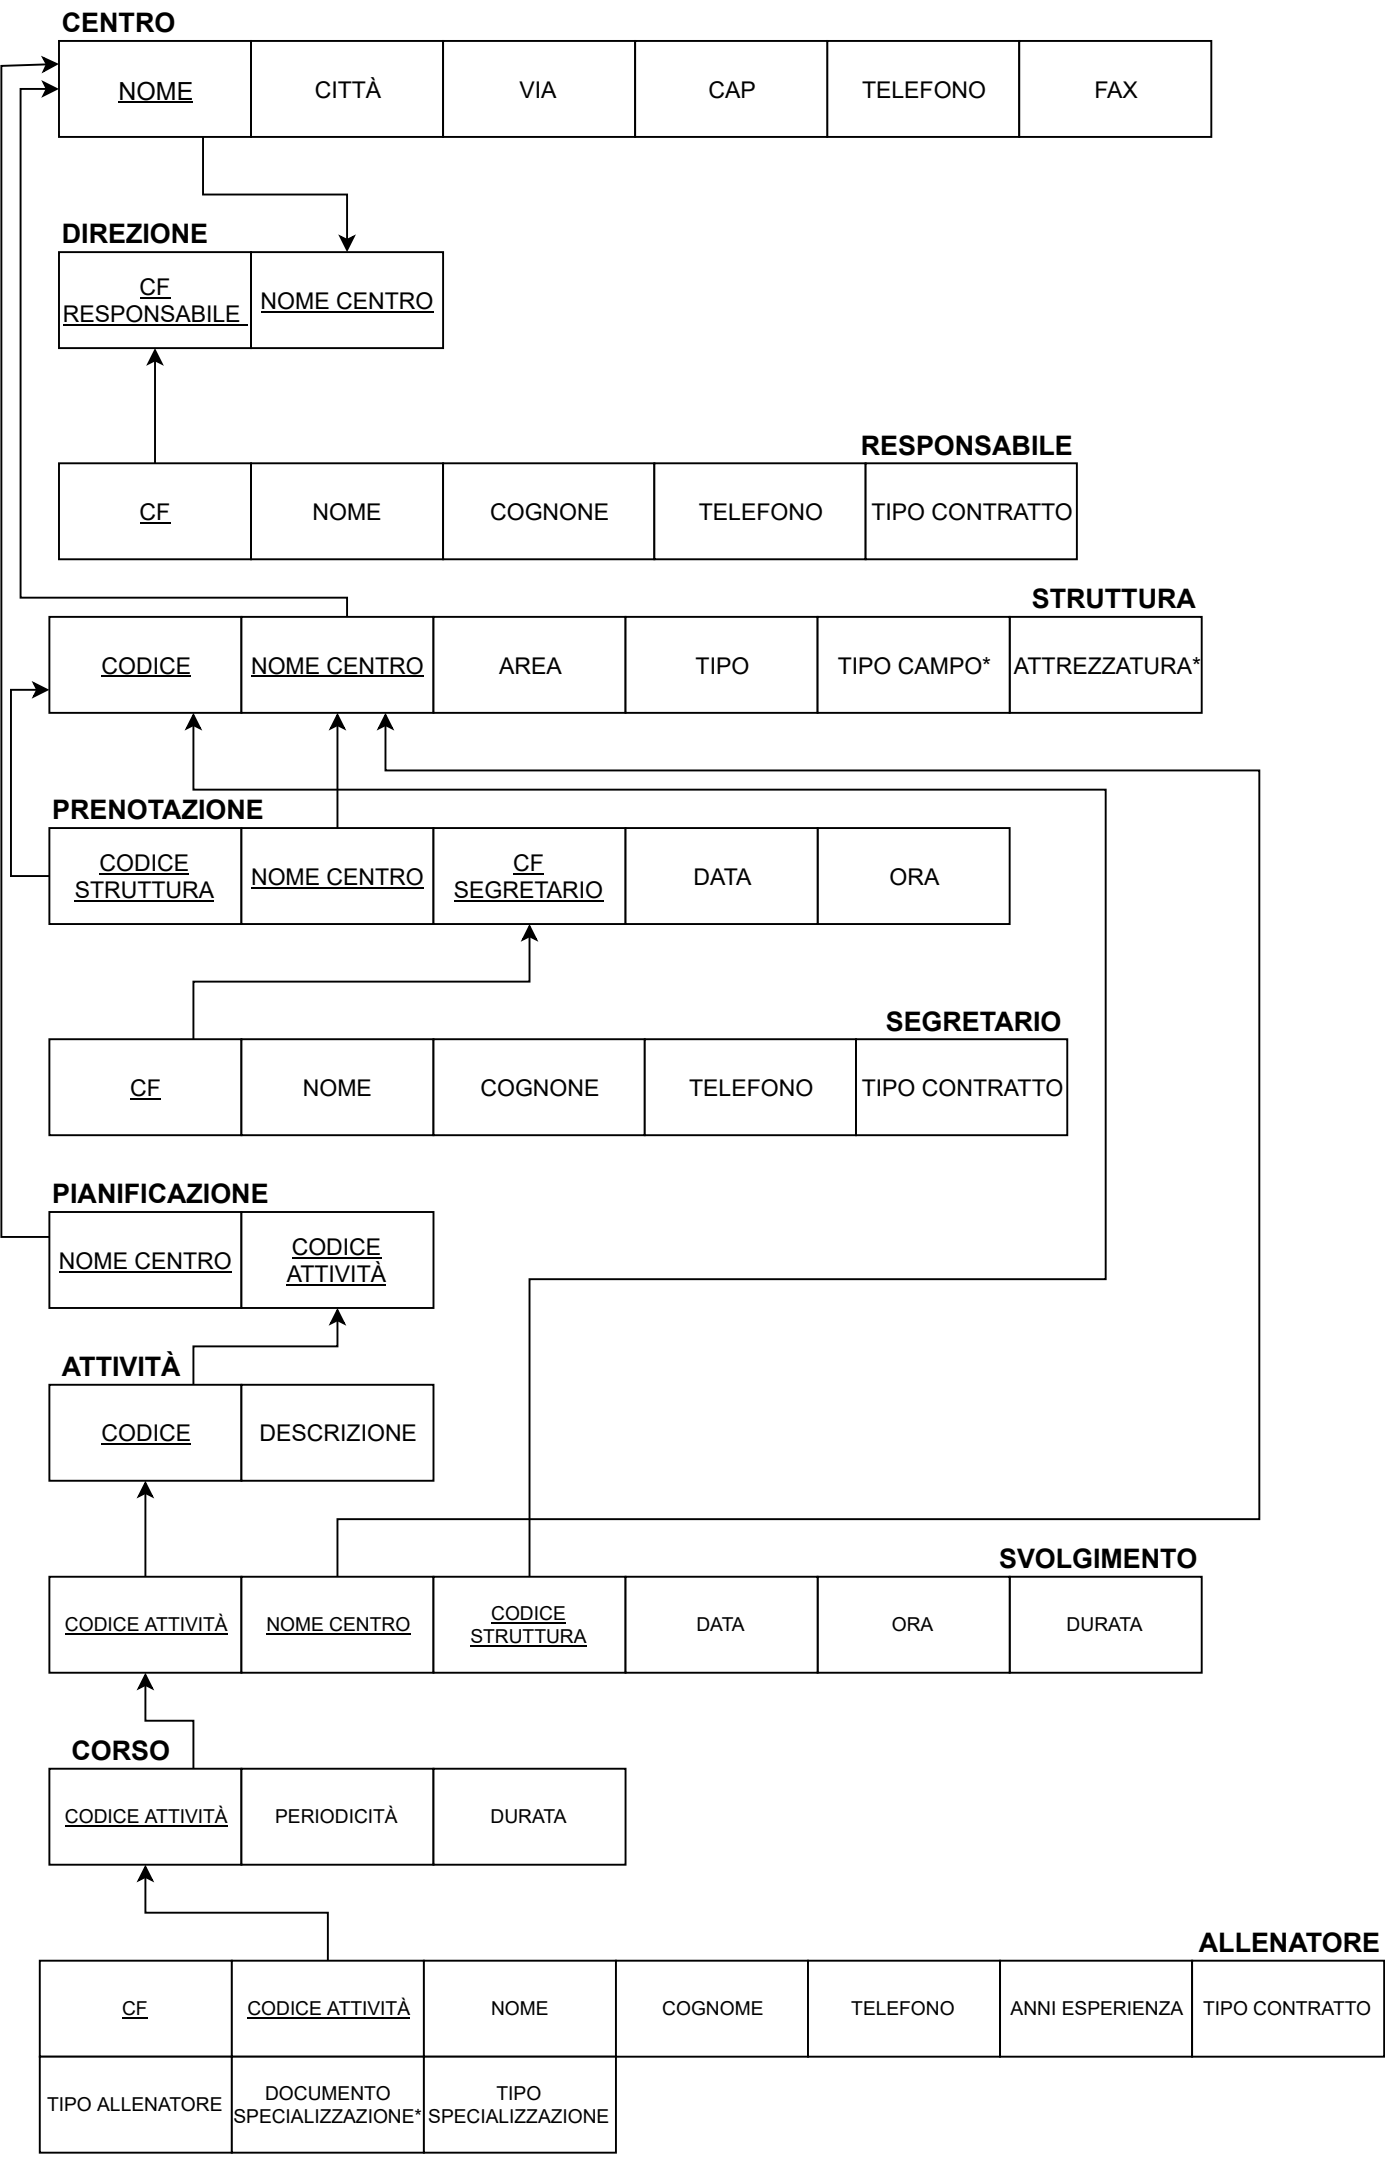 CENTRO
NOME
CITTÀ
VIA
CAP
TELEFONO
FAX
DIREZIONE
CF
RESPONSABILE
NOME CENTRO
RESPONSABILE
CF
NOME
COGNONE
TELEFONO
TIPO CONTRATTO
STRUTTURA
CODICE
NOME CENTRO
AREA
TIPO
TIPO CAMPO*
ATTREZZATURA*
PRENOTAZIONE
CODICE
STRUTTURA
NOME CENTRO
CF
SEGRETARIO
DATA
ORA
SEGRETARIO
CF
NOME
COGNONE
TELEFONO
TIPO CONTRATTO
PIANIFICAZIONE
NOME CENTRO
CODICE
ATTIVITÀ
ATTIVITÀ
CODICE
DESCRIZIONE
SVOLGIMENTO
CODICE ATTIVITÀ
NOME CENTRO
CODICE
STRUTTURA
DATA
ORA
DURATA
CORSO
CODICE ATTIVITÀ
PERIODICITÀ
DURATA
ALLENATORE
CF
CODICE ATTIVITÀ
NOME
COGNOME
TELEFONO
ANNI ESPERIENZA
TIPO CONTRATTO
TIPO ALLENATORE
DOCUMENTO
SPECIALIZZAZIONE*
TIPO
SPECIALIZZAZIONE